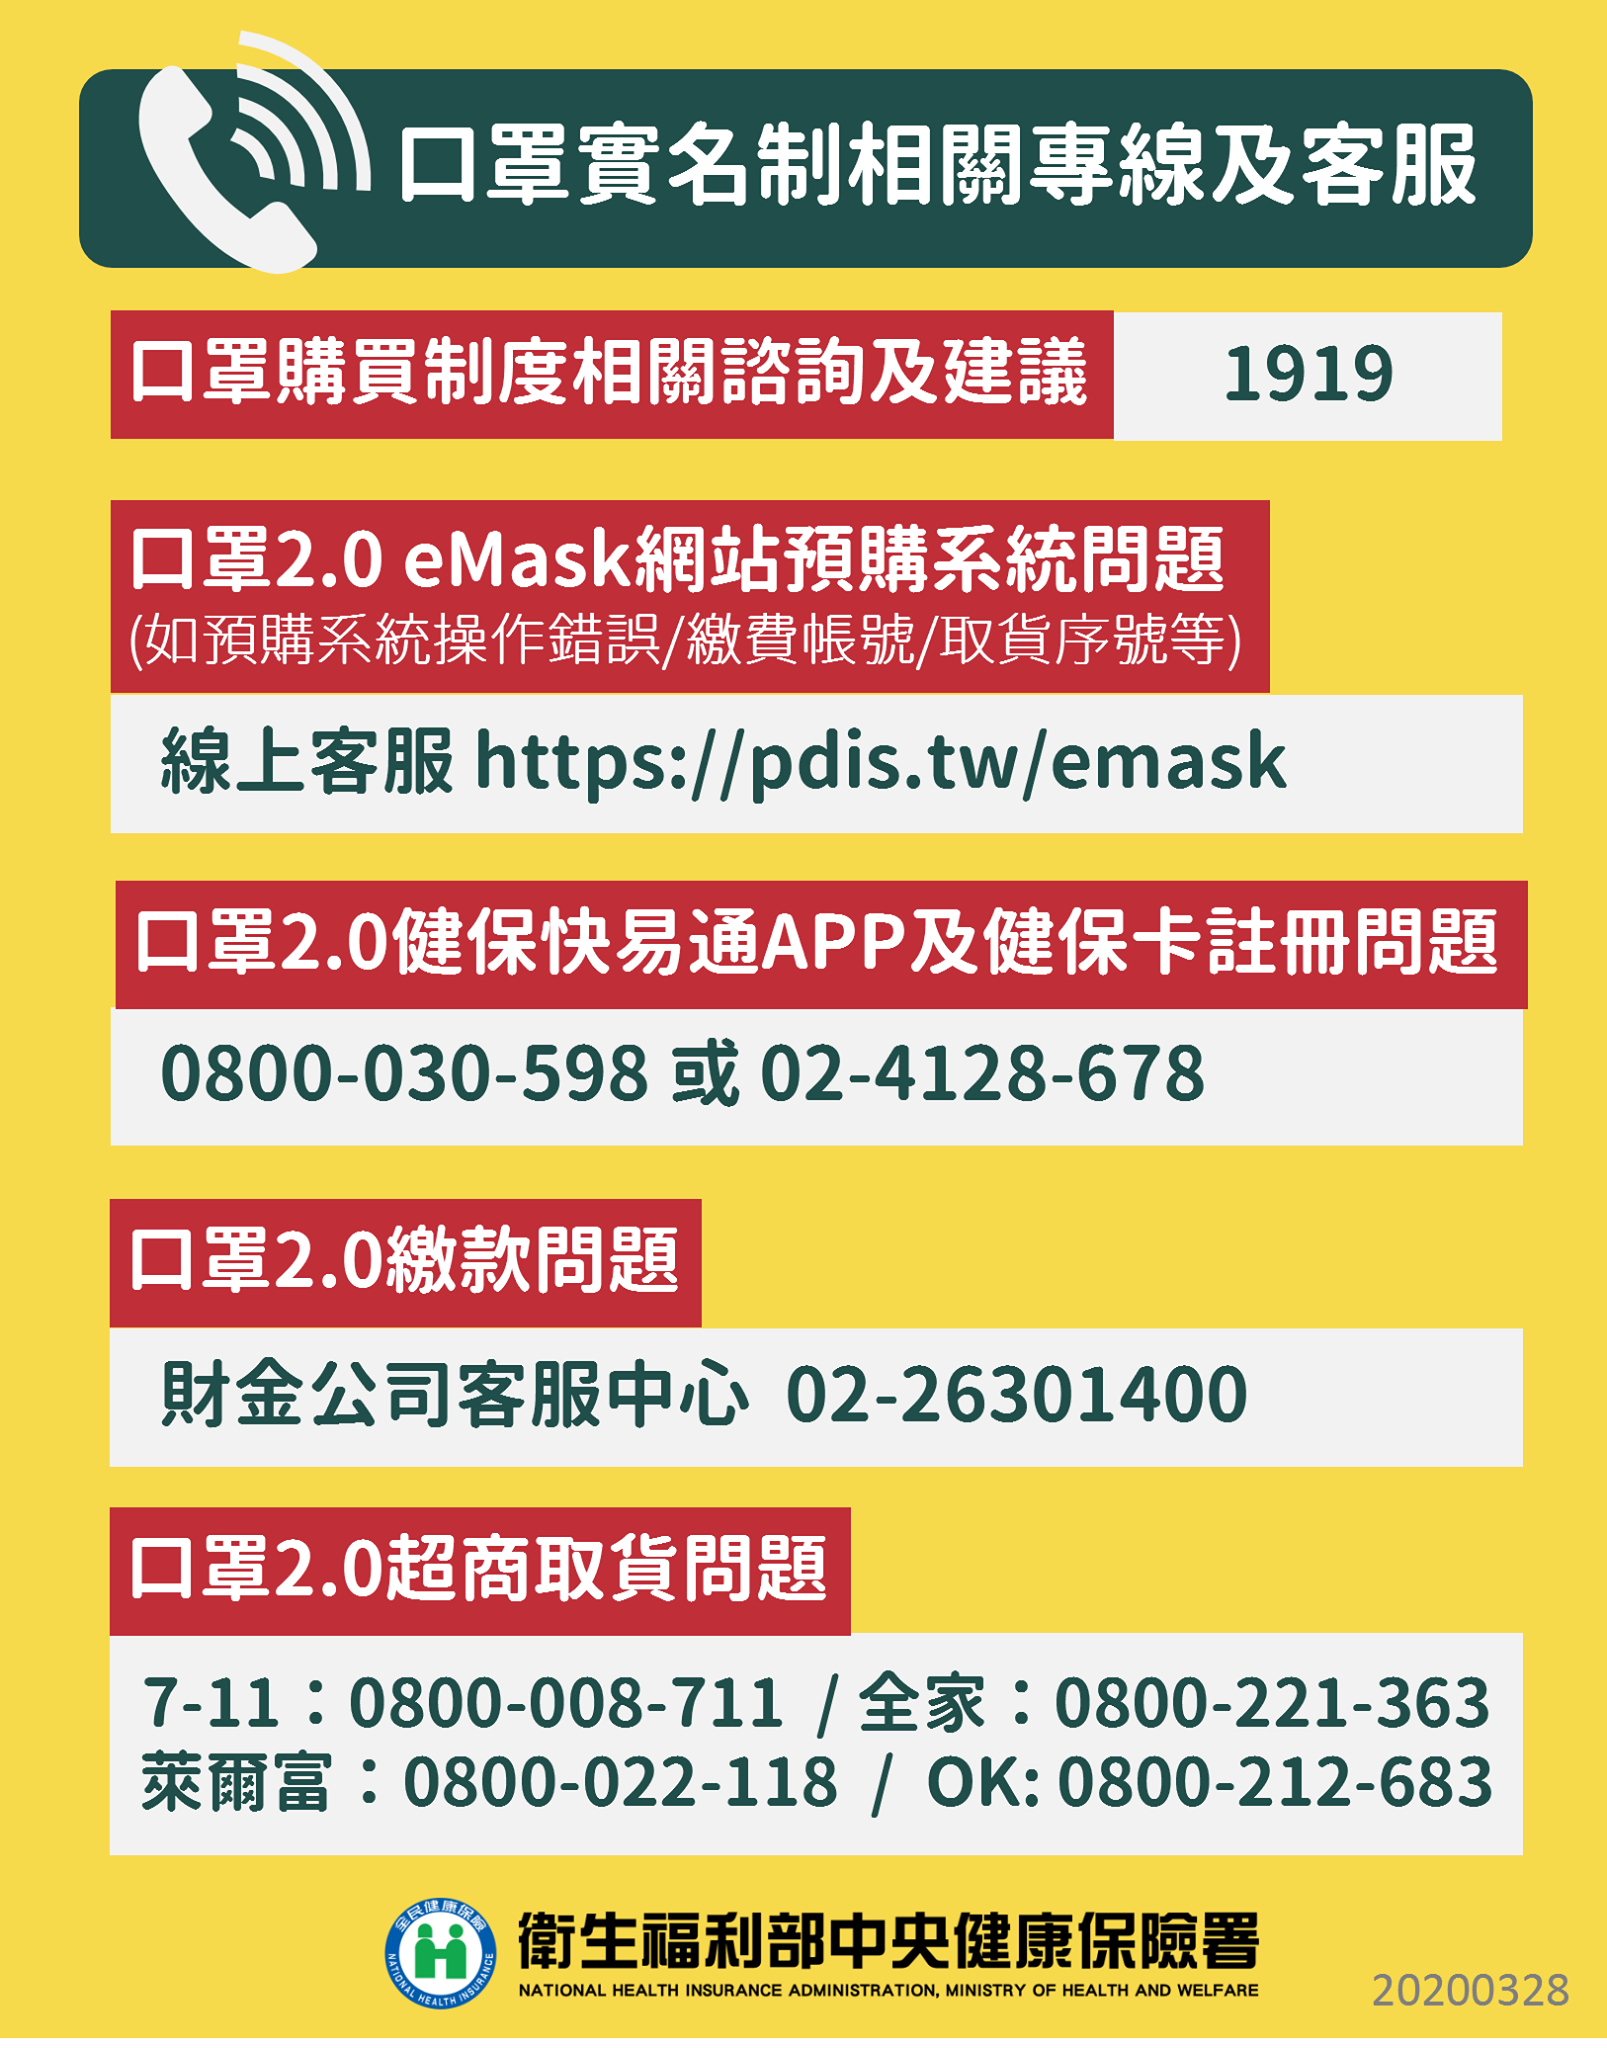 口罩實名制相關專線及客服
口罩購買制度相關諮詢及建議 1919
口罩2.0 eMask網站預購系統問題
(如預購系統操作錯誤/繳費帳號/取貨序號等)
線上客服 https://pdis.tw/emask
口罩2.0健保快易通APP及健保卡註冊問題
0800-030-598 或 02-4128-678
口罩2.0繳款問題
財金公司客服中心 02-26301400
口罩2.0超商取貨問題
7-11：0800-008-711 / 全家：0800-221-363
萊爾富：0800-022-118 / OK: 0800-212-683
全民健康保險
NATIONAL HEALTH INSURANCE
衛生福利部中央健康保險署
NATIONAL HEALTH INSURANCE ADMINISTRATION, MINISTRY OF HEALTH AND WELFARE
20200328